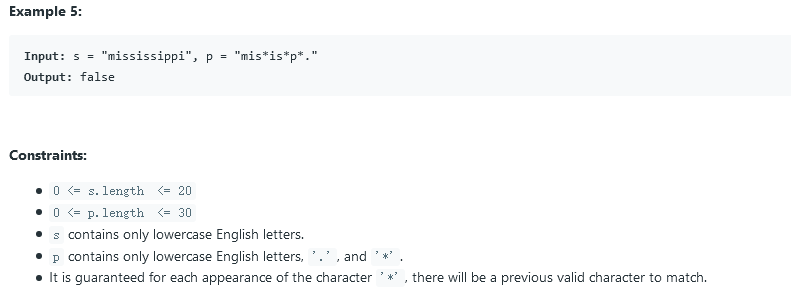 Example 5:
Input: s = "mississippi", p = "mis*is*p*."
Output: false
Constraints:
• 0 <= s.length <= 20
• 0 <= p.length <= 30
• s contains only lowercase English letters.
• p contains only lowercase English letters, '.', and '*'.
• It is guaranteed for each appearance of the character '*', there will be a previous valid character to match.